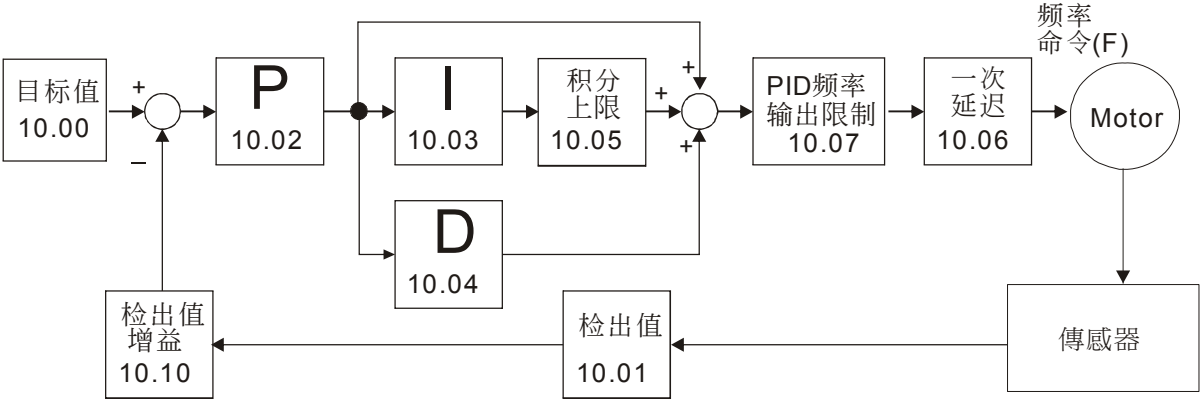 频率
命令(F)
目标值
10.00
+
−
P
10.02
I
10.03
积分
上限
10.05
+
+
+
PID频率
输出限制
10.07
一次
延迟
10.06
Motor
D
10.04
检出值
增益
10.10
检出值
10.01
傳感器